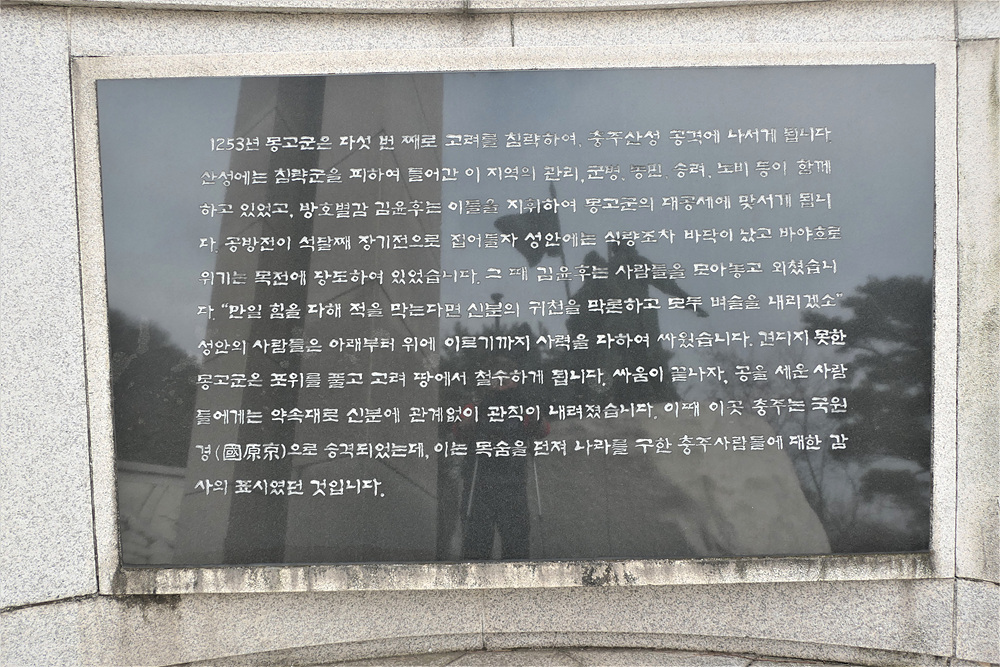 1253년 몽고군은 다섯 번 째로 고려를 침략하여, 충주산성 공격에 나서게 됩니다.
산성에는 침략군을 피하여 들어간 이 지역의 관리, 군병, 농민, 승려, 노비 등이 함께
하고 있었고, 방호별감 김윤후는 이들을 지휘하여 몽고군의 대공세에 맞서게 됩니
다. 공방전이 석달째 장기전으로 접어들자 성안에는 식량조차 바닥이 났고 바야흐로
위기는 목전에 당도하여 있었습니다. 그 때 김윤후는 사람들을 모아놓고 외쳤습니
다. “만일 힘을 다해 적을 막는다면 신분의 귀천을 막론하고 모두 벼슬을 내리겠소”
성안의 사람들은 아래부터 위에 이르기까지 사력을 다하여 싸웠습니다. 견디지 못한
몽고군은 포위를 풀고 고려 땅에서 철수하게 됩니다. 싸움이 끝나자, 공을 세운 사람
들에게는 약속대로 신분에 관계없이 관직이 내려졌습니다. 이때 이곳 충주는 국원
경(國原京)으로 승격되었는데, 이는 목숨을 던져 나라를 구한 충주사람들에 대한 감
사의 표시였던 것입니다.